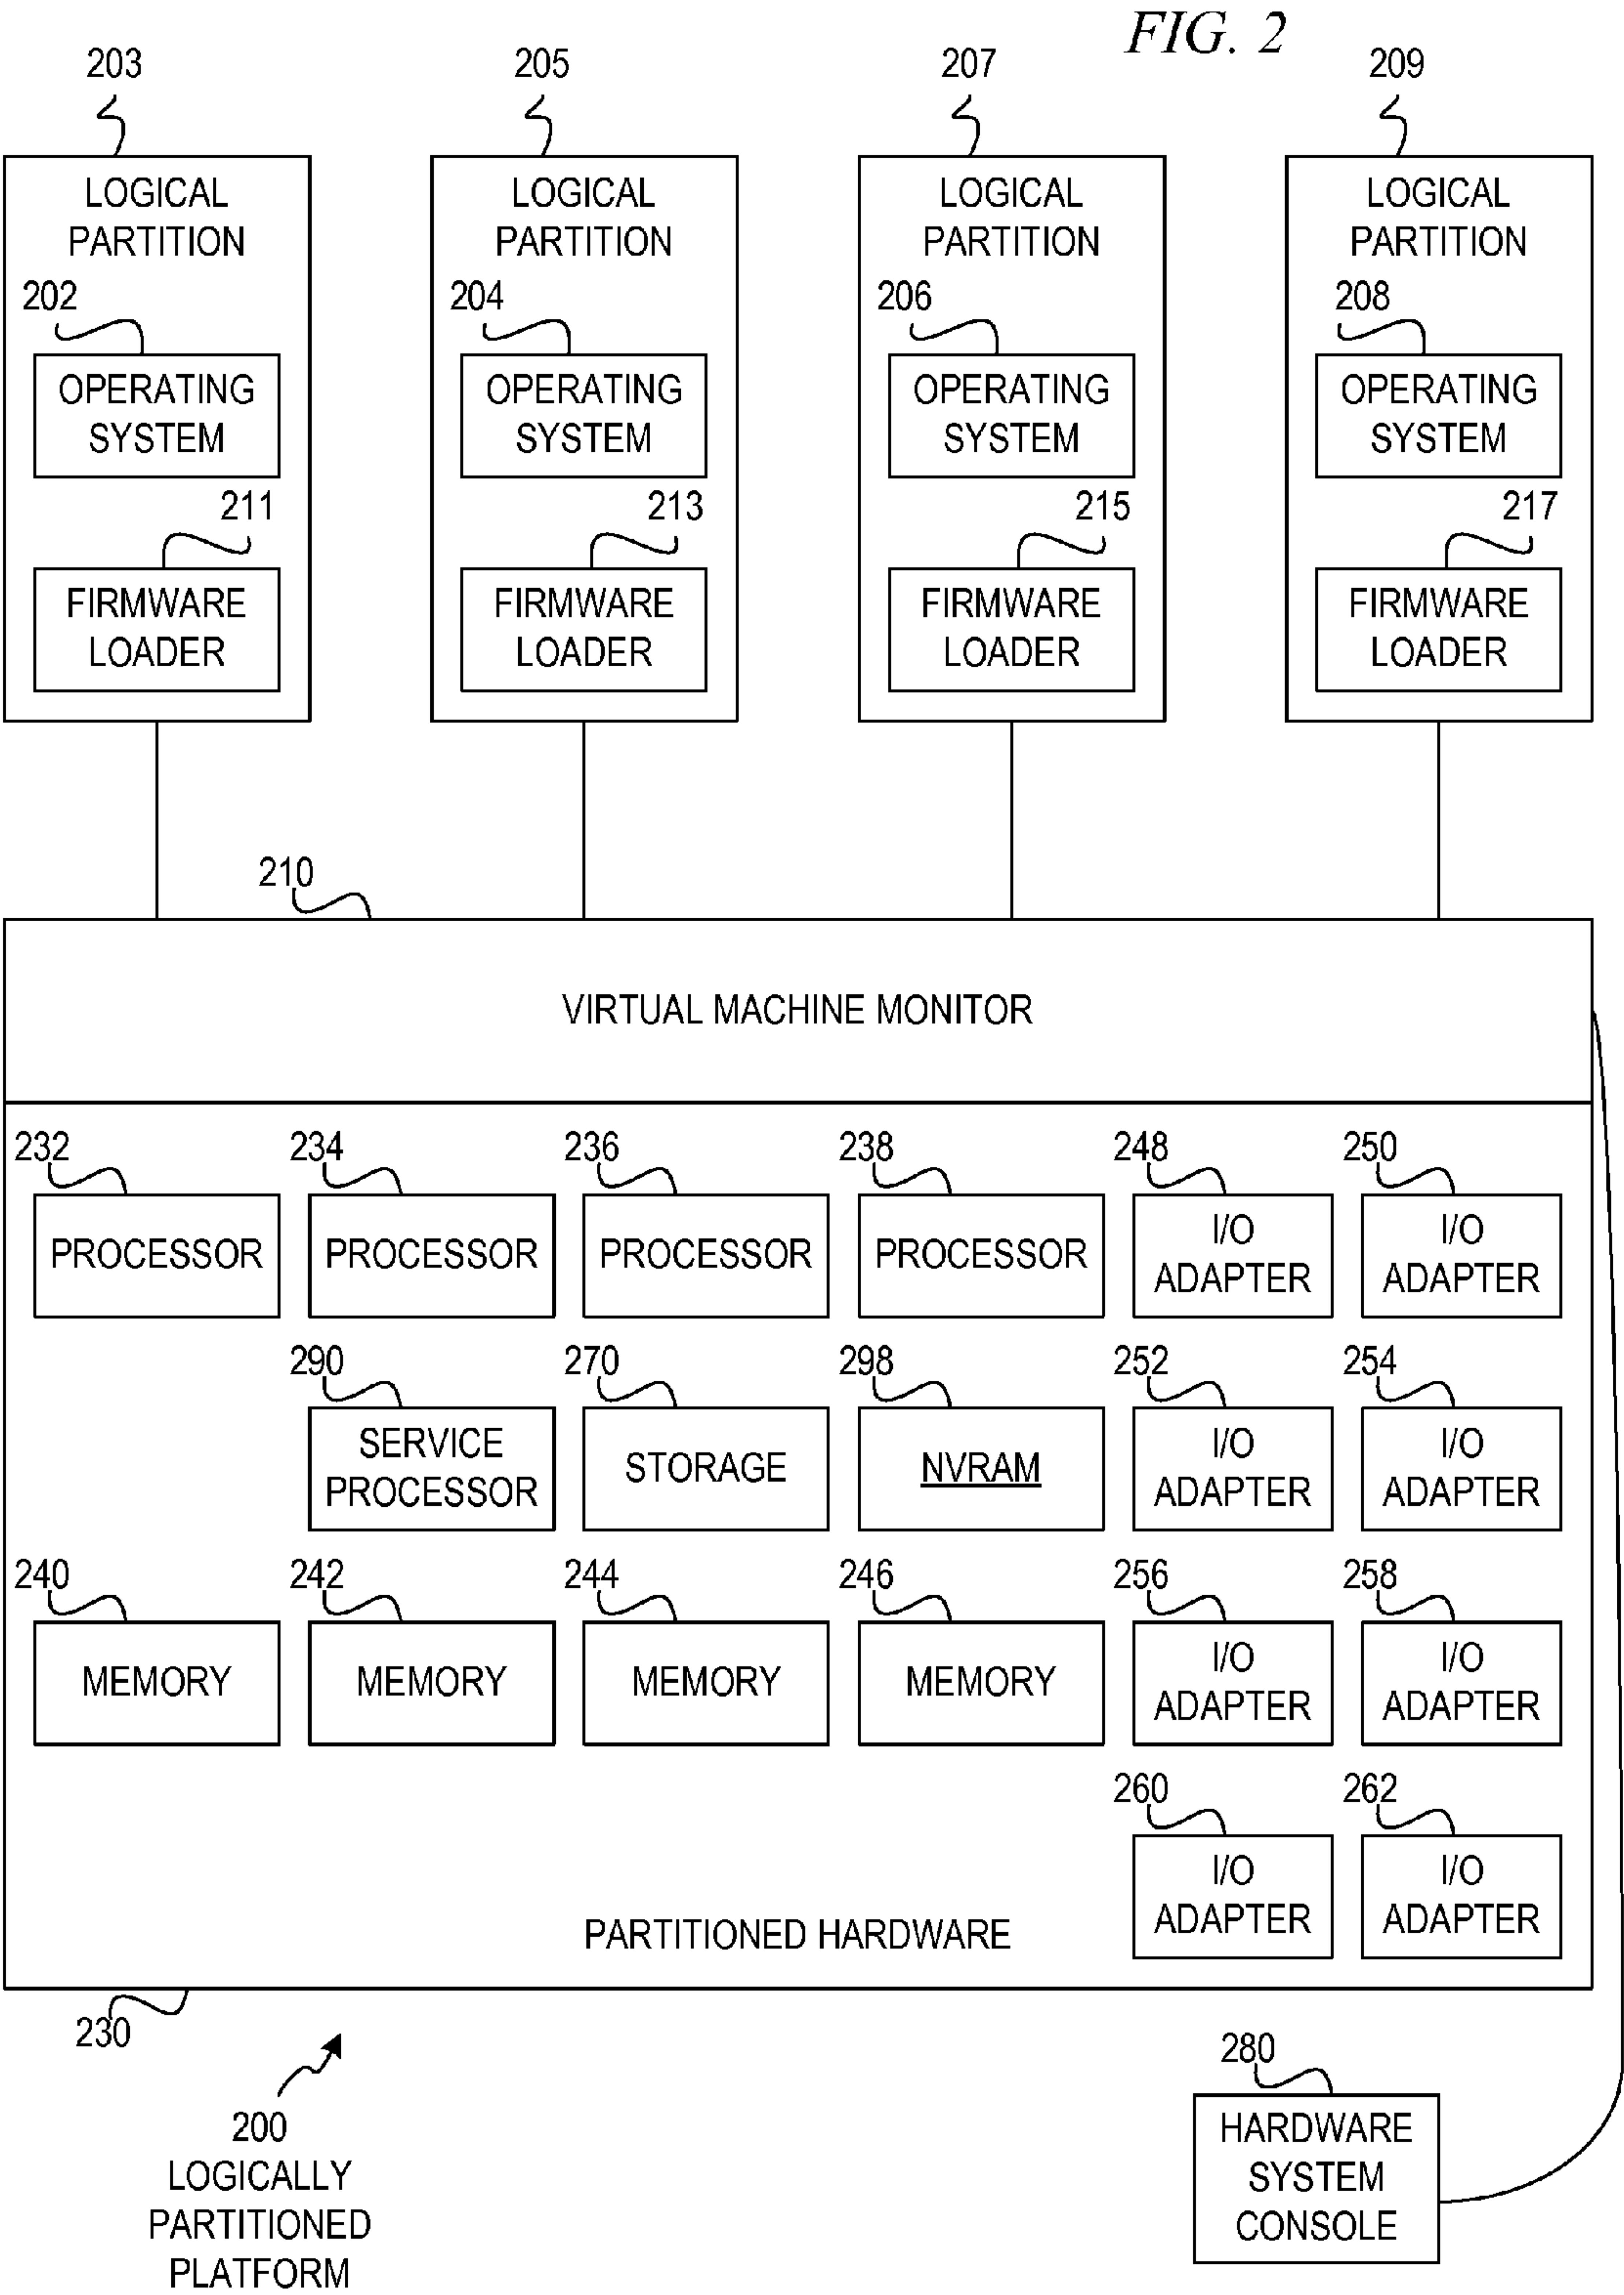 FIG. 2
203
205
207
209
LOGICAL
PARTITION
LOGICAL
PARTITION
LOGICAL
PARTITION
LOGICAL
PARTITION
202
204
206
208
OPERATING
SYSTEM
OPERATING
SYSTEM
OPERATING
SYSTEM
OPERATING
SYSTEM
211
213
215
217
FIRMWARE
LOADER
FIRMWARE
LOADER
FIRMWARE
LOADER
FIRMWARE
LOADER
210
VIRTUAL MACHINE MONITOR
232
234
236
238
248
250
PROCESSOR
PROCESSOR
PROCESSOR
PROCESSOR
I/O
ADAPTER
I/O
ADAPTER
290
270
298
252
254
SERVICE
PROCESSOR
STORAGE
NVRAM
I/O
ADAPTER
I/O
ADAPTER
240
242
244
246
256
258
MEMORY
MEMORY
MEMORY
MEMORY
I/O
ADAPTER
I/O
ADAPTER
260
262
I/O
ADAPTER
I/O
ADAPTER
PARTITIONED HARDWARE
230
280
HARDWARE
SYSTEM
CONSOLE
200
LOGICALLY
PARTITIONED
PLATFORM